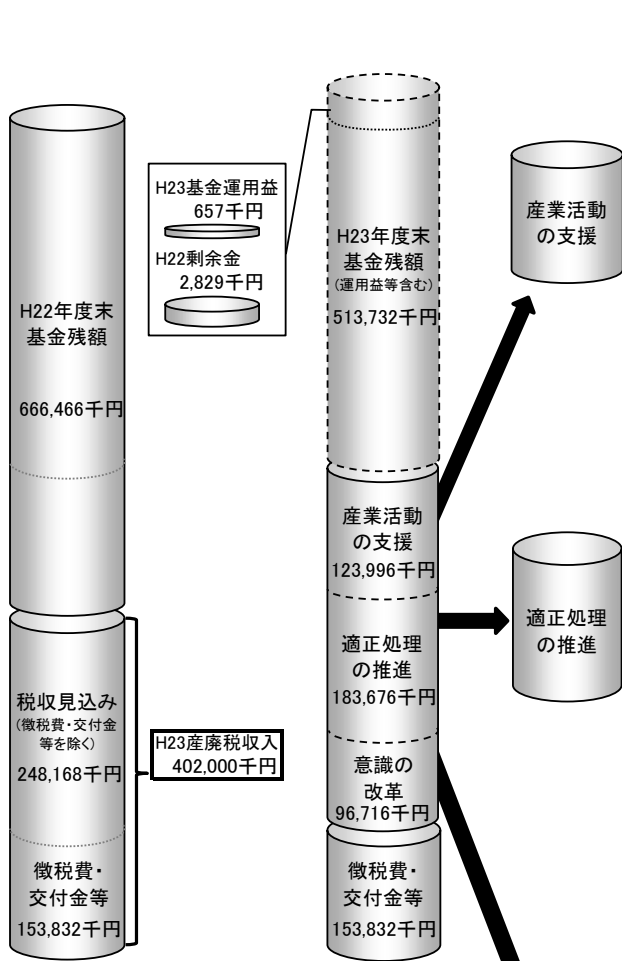 H22年度末
基金残額
666,466千円
税収見込み
(徴税費・交付金
等を除く)
248,168千円
徴税費・
交付金等
153,832千円
H23基金運用益
657千円
H22剰余金
2,829千円
H23産廃税収入
402,000千円
H23年度末
基金残額
(運用益等含む)
513,732千円
産業活動
の支援
123,996千円
適正処理
の推進
183,676千円
意識の
改革
96,716千円
徴税費・
交付金等
153,832千円
産業活動
の支援
適正処理
の推進